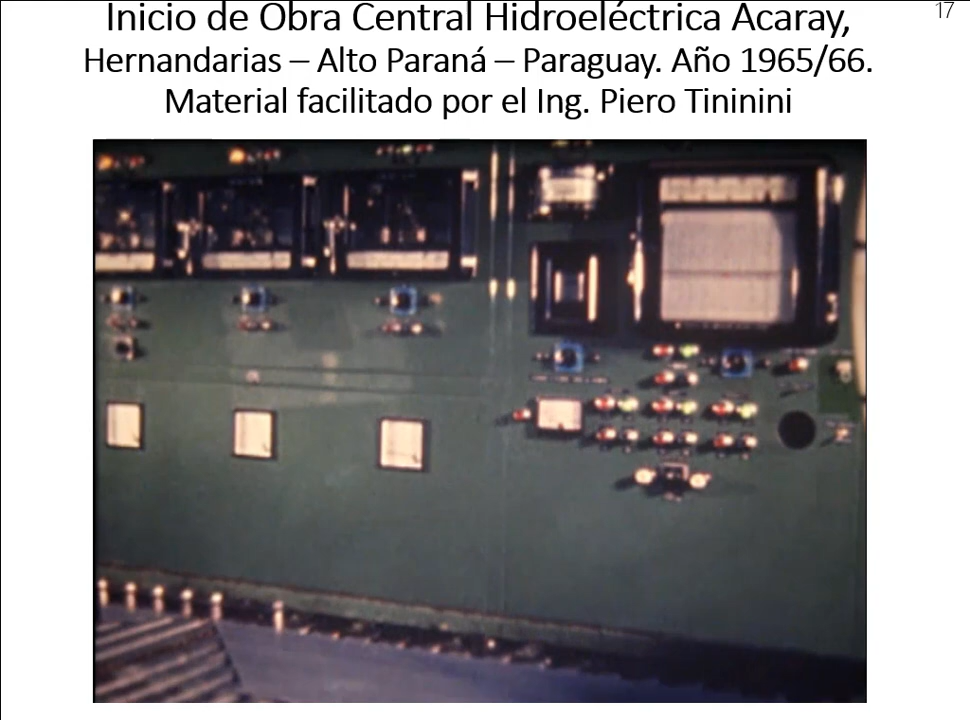 17
Inicio de Obra Central Hidroeléctrica Acaray,
Hernandarias – Alto Paraná – Paraguay. Año 1965/66.
Material facilitado por el Ing. Piero Tininini